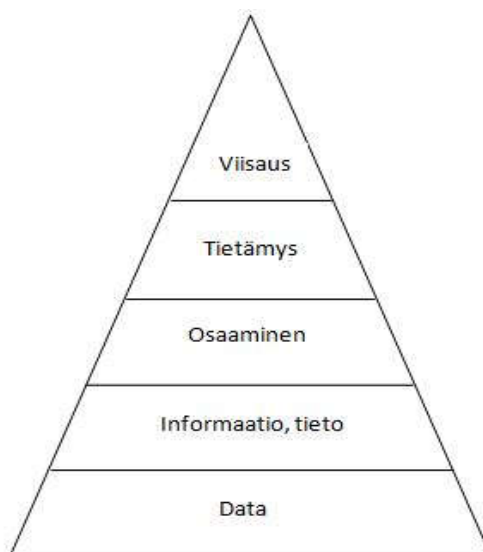 Viisaus
Tietämys
Osaaminen
Informaatio, tieto
Data